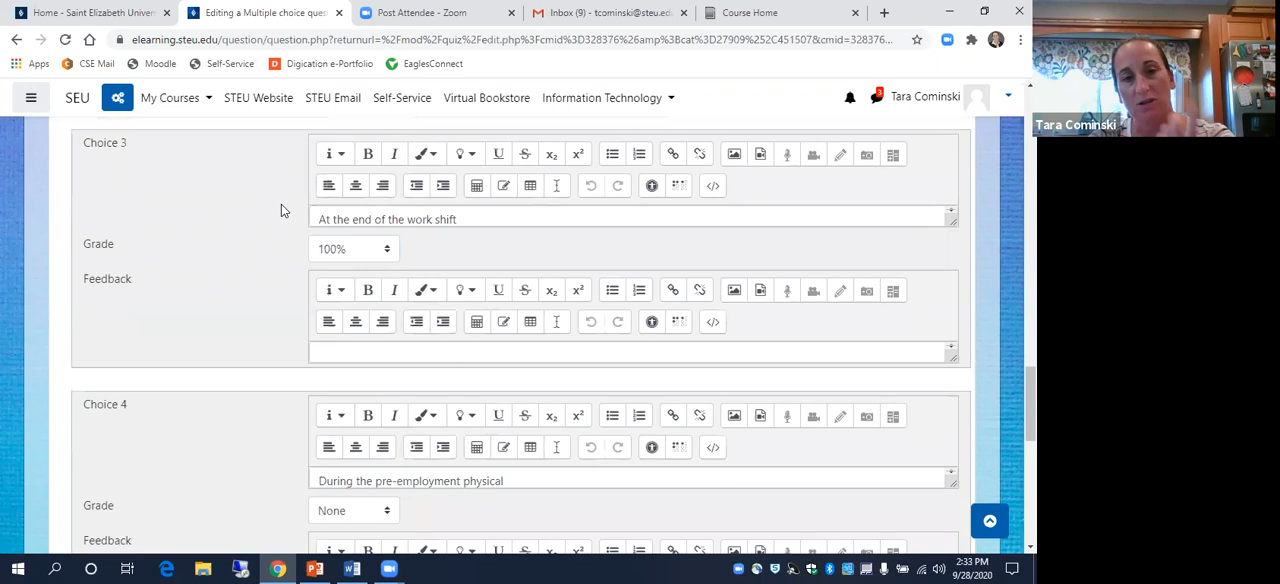 Home - Saint Elizabeth Univer
Editing a Multiple choice ques
Post Attendee - Zoom
Inbox (9) - tcominski@steu.ed
Course Home
elearning.steu.edu/question/question.php?returnurl=%2Fmod%2Fquiz%2Fedit.php%3Fcmid%3D328376%26amp%3Bcat%3D27909%252C451507&cmid=328376...
Apps
CSE Mail
Moodle
Self-Service
Digication e-Portfolio
EaglesConnect
SEU
My Courses
STEU Website
STEU Email
Self-Service
Virtual Bookstore
Information Technology
3
Tara Cominski
Tara Cominski
Choice 3
At the end of the work shift
Grade
100%
Feedback
Choice 4
During the pre-employment physical
Grade
None
Feedback
2:33 PM
9/28/2020